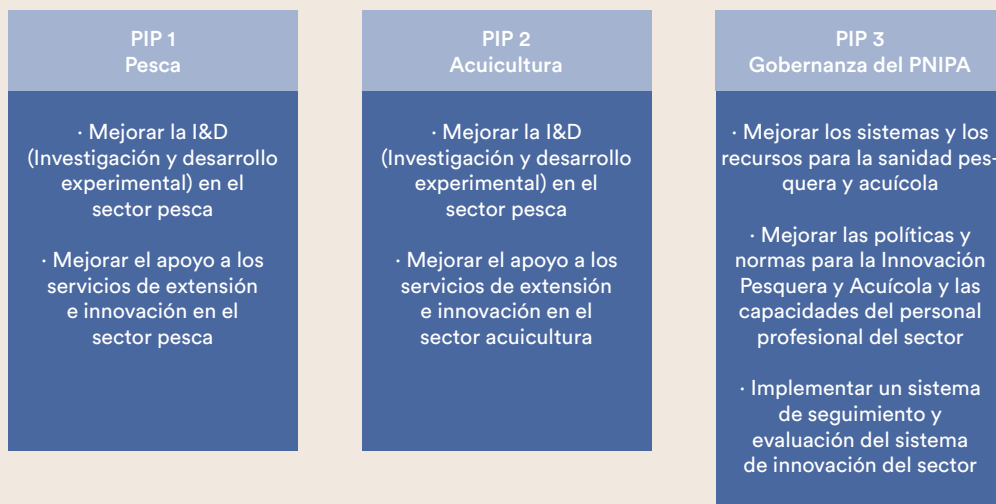 PIP 1
Pesca
· Mejorar la I&D
(Investigación y desarrollo
experimental) en el
sector pesca
· Mejorar el apoyo a los
servicios de extensión
e innovación en el
sector pesca
PIP 2
Acuicultura
· Mejorar la I&D
(Investigación y desarrollo
experimental) en el
sector pesca
· Mejorar el apoyo a los
servicios de extensión
e innovación en el
sector acuicultura
PIP 3
Gobernanza del PNIPA
· Mejorar los sistemas y los
recursos para la sanidad pes-
quera y acuícola
· Mejorar las políticas y
normas para la Innovación
Pesquera y Acuícola y las
capacidades del personal
profesional del sector
· Implementar un sistema
de seguimiento y
evaluación del sistema
de innovación del sector